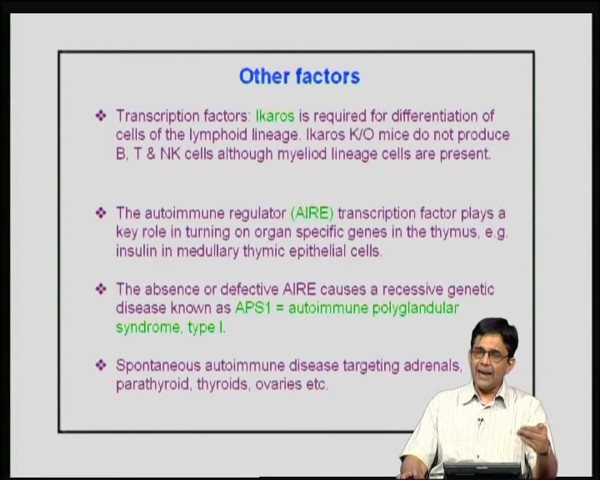 Other factors
❖ Transcription factors: Ikaros is required for differentiation of
cells of the lymphoid lineage. Ikaros K/O mice do not produce
B, T & NK cells although myeliod lineage cells are present.
❖ The autoimmune regulator (AIRE) transcription factor plays a
key role in turning on organ specific genes in the thymus, e.g.
insulin in medullary thymic epithelial cells.
❖ The absence or defective AIRE causes a recessive genetic
disease known as APS1 = autoimmune polyglandular
syndrome, type I.
❖ Spontaneous autoimmune disease targeting adrenals,
parathyroid, thyroids, ovaries etc.